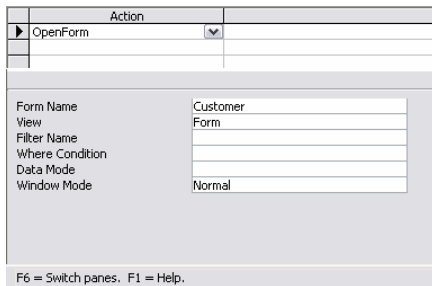 Action
OpenForm
Form Name Customer
View Form
Filter Name
Where Condition
Data Mode
Window Mode Normal
F6 = Switch panes. F1 = Help.